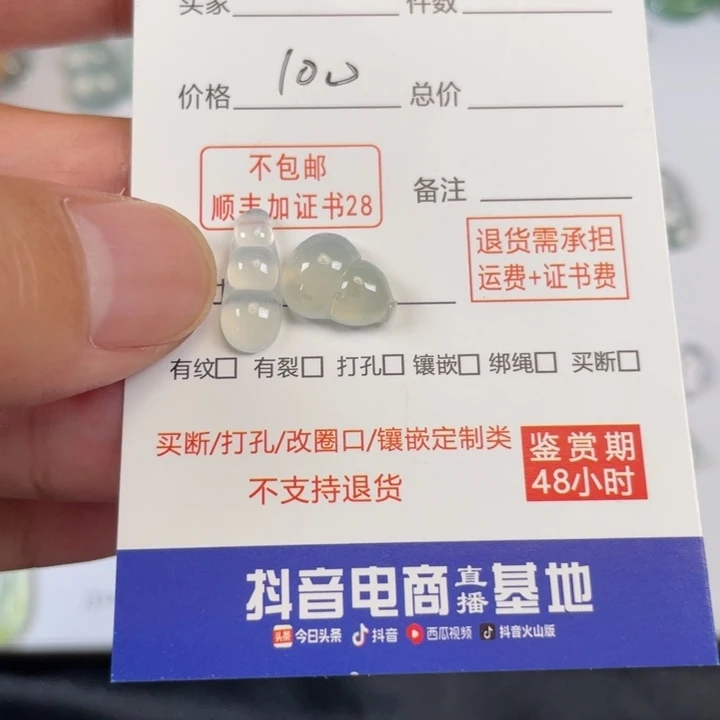 买家 件数
价格 100 总价
不包邮
顺丰加证书28
备注
退货需承担
运费+证书费
有纹□ 有裂□ 打孔□ 镶嵌□ 绑绳□ 买断□
买断/打孔/改圈口/镶嵌定制类
不支持退货
鉴赏期
48小时
抖音电商直播基地
头条 今日头条 抖音 西瓜视频 抖音火山版